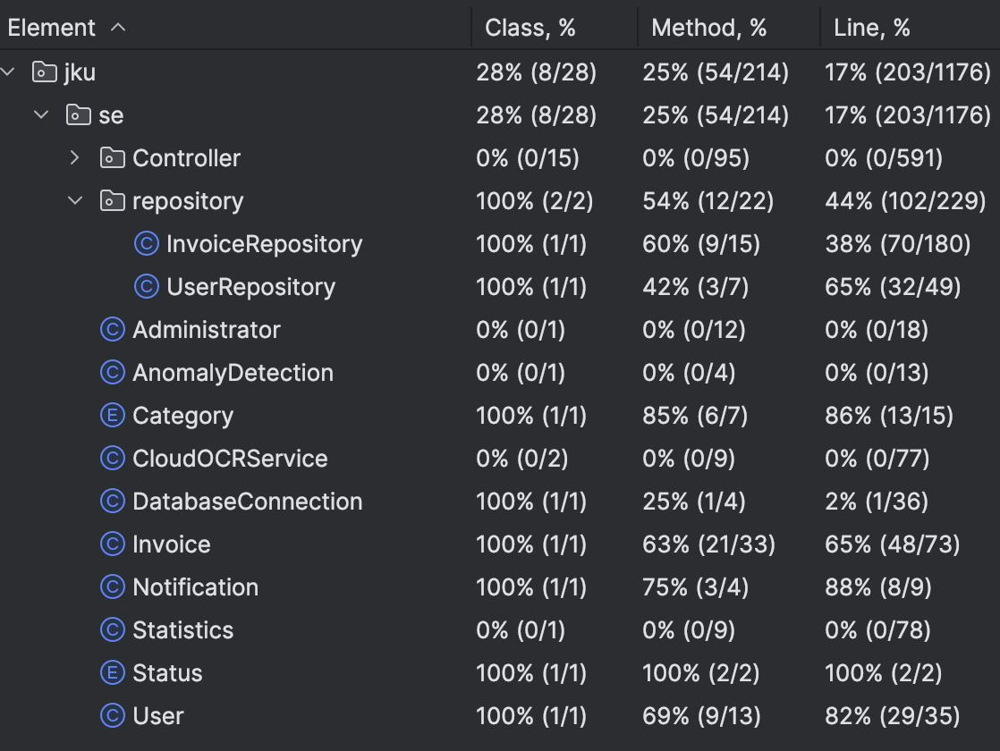 Element Class, % Method, % Line, %
jku 28% (8/28) 25% (54/214) 17% (203/1176)
se 28% (8/28) 25% (54/214) 17% (203/1176)
Controller 0% (0/15) 0% (0/95) 0% (0/591)
repository 100% (2/2) 54% (12/22) 44% (102/229)
C InvoiceRepository 100% (1/1) 60% (9/15) 38% (70/180)
C UserRepository 100% (1/1) 42% (3/7) 65% (32/49)
C Administrator 0% (0/1) 0% (0/12) 0% (0/18)
C AnomalyDetection 0% (0/1) 0% (0/4) 0% (0/13)
E Category 100% (1/1) 85% (6/7) 86% (13/15)
C CloudOCRService 0% (0/2) 0% (0/9) 0% (0/77)
C DatabaseConnection 100% (1/1) 25% (1/4) 2% (1/36)
C Invoice 100% (1/1) 63% (21/33) 65% (48/73)
C Notification 100% (1/1) 75% (3/4) 88% (8/9)
C Statistics 0% (0/1) 0% (0/9) 0% (0/78)
E Status 100% (1/1) 100% (2/2) 100% (2/2)
C User 100% (1/1) 69% (9/13) 82% (29/35)